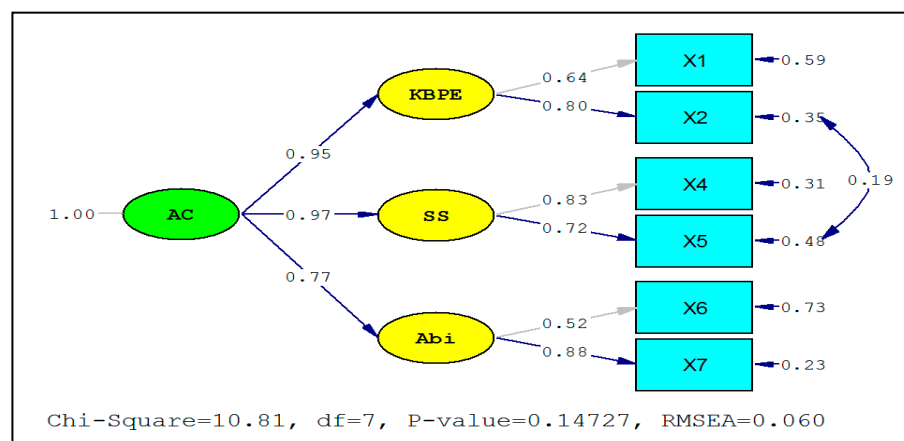 X1
0.59
0.64
KBPE
0.80
X2
0.35
0.95
X4
0.31
0.19
0.83
1.00
AC
0.97
SS
0.72
X5
0.48
0.77
X6
0.73
0.52
Abi
0.88
X7
0.23
Chi-Square=10.81, df=7, P-value=0.14727, RMSEA=0.060